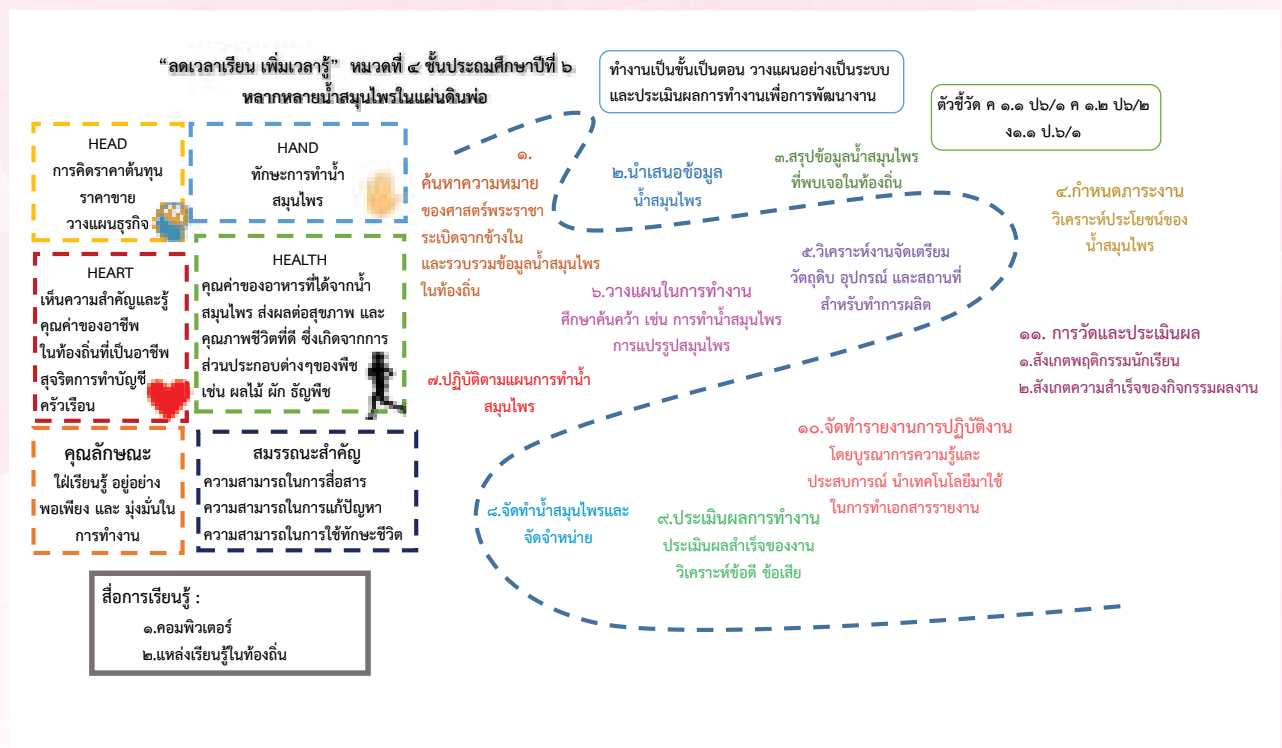 “ลดเวลาเรียน เพิ่มเวลารู้” หมวดที่ ๔ ชั้นประถมศึกษาปีที่ ๖
หลากหลายน้ำสมุนไพรในแผ่นดินพ่อ
ทำงานเป็นขั้นเป็นตอน วางแผนอย่างเป็นระบบ
และประเมินผลการทำงานเพื่อการพัฒนางาน
ตัวชี้วัด ค ๑.๑ ป๖/๑ ค ๑.๒ ป๖/๒
ง๑.๑ ป.๖/๑
HEAD
การคิดราคาต้นทุน
ราคาขาย
วางแผนธุรกิจ
HAND
ทักษะการทำน้ำ
สมุนไพร
HEART
เห็นความสำคัญและรู้
คุณค่าของอาชีพ
ในท้องถิ่นที่เป็นอาชีพ
สุจริตการทำบัญชี
ครัวเรือน
HEALTH
คุณค่าของอาหารที่ได้จากน้ำ
สมุนไพร ส่งผลต่อสุขภาพ และ
คุณภาพชีวิตที่ดี ซึ่งเกิดจากการ
ส่วนประกอบต่างๆของพืช
เช่น ผลไม้ ผัก ธัญพืช
คุณลักษณะ
ใฝ่เรียนรู้ อยู่อย่าง
พอเพียง และ มุ่งมั่นใน
การทำงาน
สมรรถนะสำคัญ
ความสามารถในการสื่อสาร
ความสามารถในการแก้ปัญหา
ความสามารถในการใช้ทักษะชีวิต
สื่อการเรียนรู้ :
๑.คอมพิวเตอร์
๒.แหล่งเรียนรู้ในท้องถิ่น
๑.
ค้นหาความหมาย
ของศาสตร์พระราชา
ระเบิดจากข้างใน
และรวบรวมข้อมูลน้ำสมุนไพร
ในท้องถิ่น
๒.นำเสนอข้อมูล
น้ำสมุนไพร
๓.สรุปข้อมูลน้ำสมุนไพร
ที่พบเจอในท้องถิ่น
๔.กำหนดภาระงาน
วิเคราะห์ประโยชน์ของ
น้ำสมุนไพร
๕.วิเคราะห์งานจัดเตรียม
วัตถุดิบ อุปกรณ์ และสถานที่
สำหรับทำการผลิต
๖.วางแผนในการทำงาน
ศึกษาค้นคว้า เช่น การทำน้ำสมุนไพร
การแปรรูปสมุนไพร
๗.ปฏิบัติตามแผนการทำน้ำ
สมุนไพร
๘.จัดทำน้ำสมุนไพรและ
จัดจำหน่าย
๙.ประเมินผลการทำงาน
ประเมินผลสำเร็จของงาน
วิเคราะห์ข้อดี ข้อเสีย
๑๐.จัดทำรายงานการปฏิบัติงาน
โดยบูรณาการความรู้และ
ประสบการณ์ นำเทคโนโลยีมาใช้
ในการทำเอกสารรายงาน
๑๑. การวัดและประเมินผล
๑.สังเกตพฤติกรรมนักเรียน
๒.สังเกตความสำเร็จของกิจกรรมผลงาน